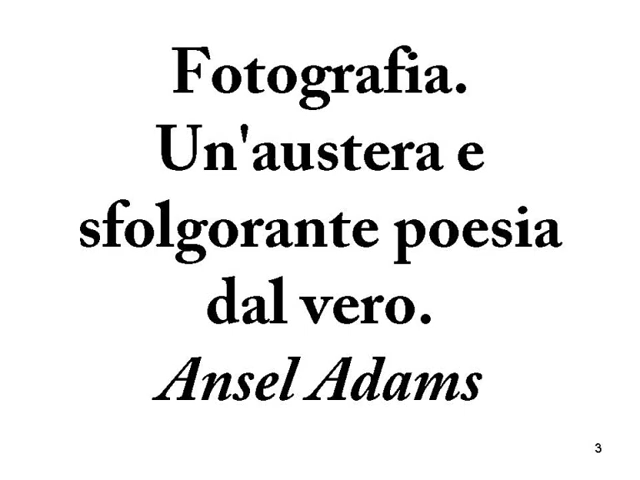 Fotografia.
Un'austera e
sfolgorante poesia
dal vero.
Ansel Adams
3